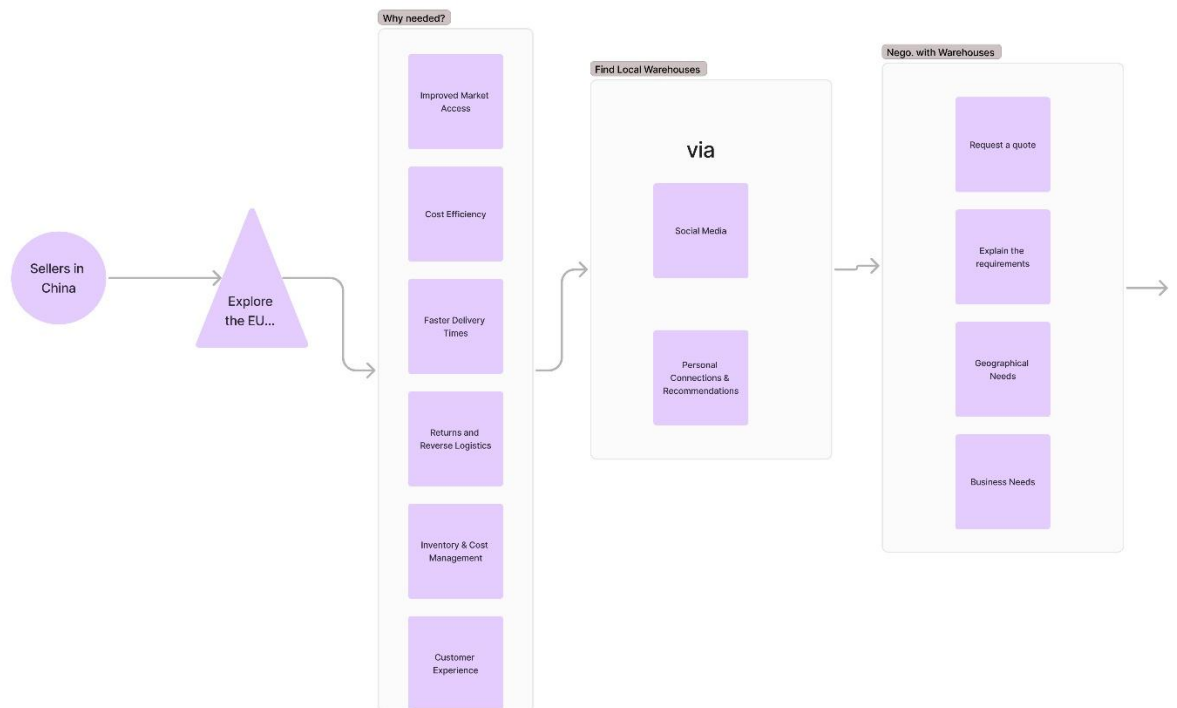 Sellers in
China
Explore
the EU...
Why needed?
Improved Market
Access
Cost Efficiency
Faster Delivery
Times
Returns and
Reverse Logistics
Inventory & Cost
Management
Customer
Experience
Find Local Warehouses
via
Social Media
Personal
Connections &
Recommendations
Nego. with Warehouses
Request a quote
Explain the
requirements
Geographical
Needs
Business Needs